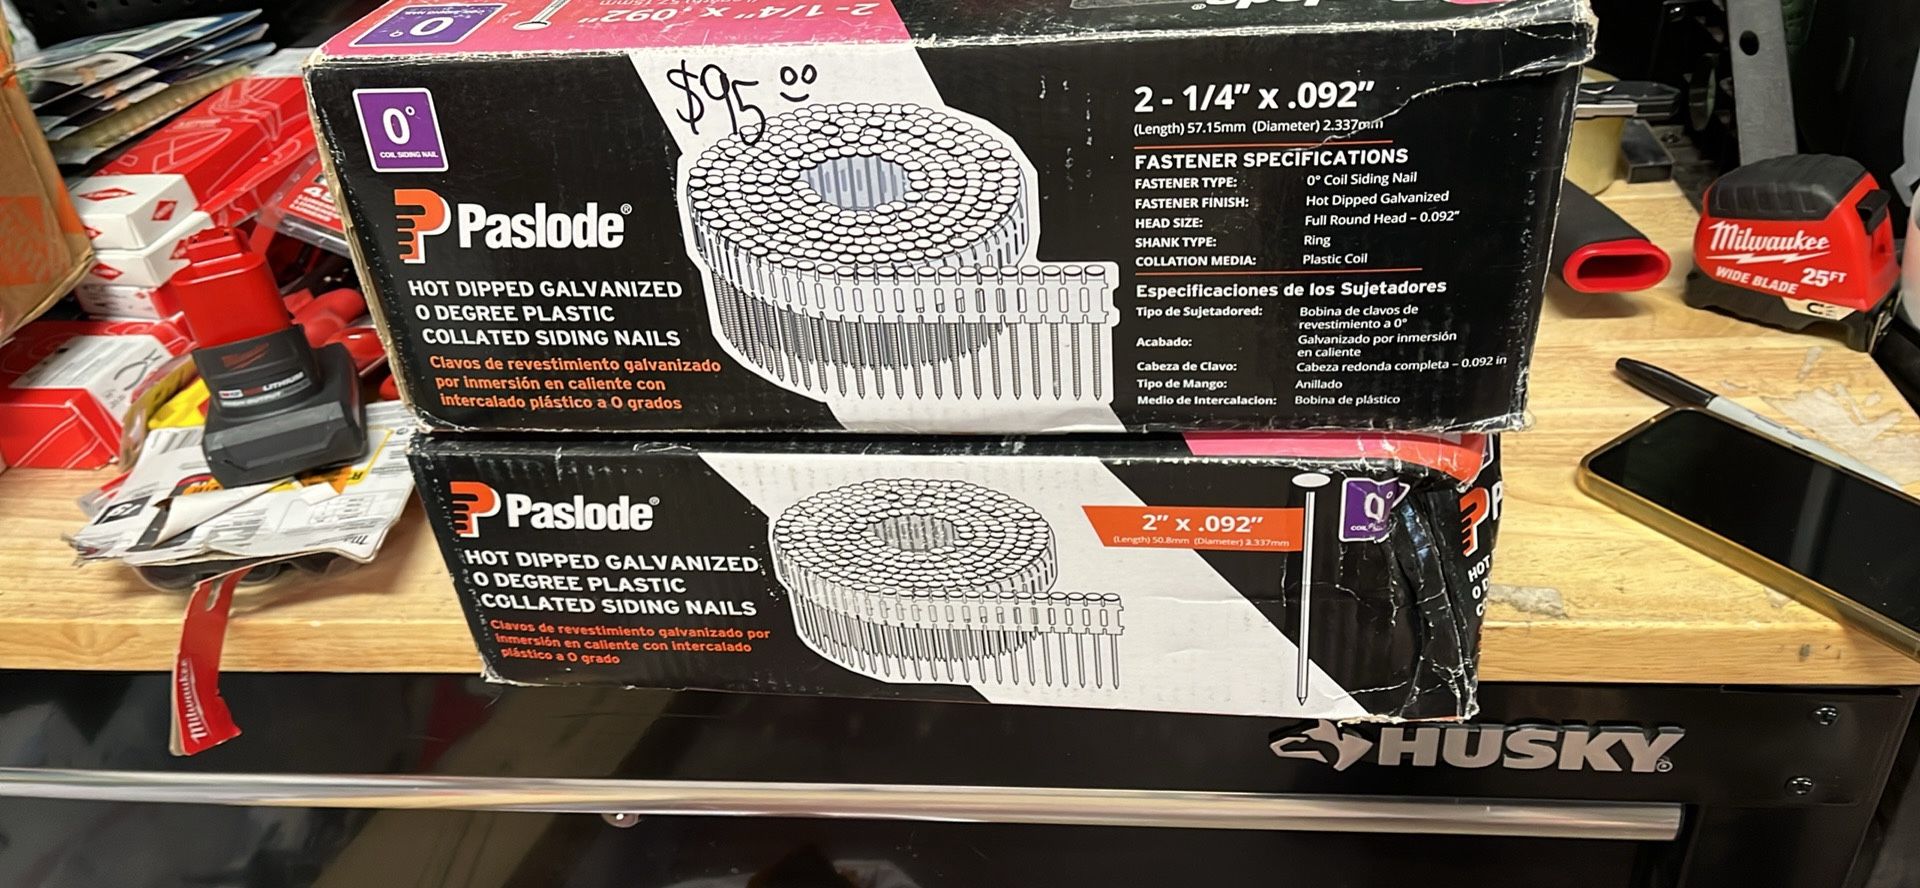 0°
2-1/4" x .092"
$95.00
0°
COIL SIDING NAIL
Paslode®
HOT DIPPED GALVANIZED
0 DEGREE PLASTIC
COLLATED SIDING NAILS
Clavos de revestimiento galvanizado
por inmersión en caliente con
intercalado plástico a 0 grados
2 - 1/4" x .092"
(Length) 57.15mm (Diameter) 2.337mm
FASTENER SPECIFICATIONS
FASTENER TYPE: 0° Coil Siding Nail
FASTENER FINISH: Hot Dipped Galvanized
HEAD SIZE: Full Round Head – 0.092"
SHANK TYPE: Ring
COLLATION MEDIA: Plastic Coil
Especificaciones de los Sujetadores
Tipo de Sujetadored: Bobina de clavos de
revestimiento a 0°
Acabado: Galvanizado por inmersión
en caliente
Cabeza de Clavo: Cabeza redonda completa – 0.092 in
Tipo de Mango: Anillado
Medio de Intercalacion: Bobina de plástico
Paslode®
HOT DIPPED GALVANIZED
0 DEGREE PLASTIC
COLLATED SIDING NAILS
Clavos de revestimiento galvanizado por
inmersión en caliente con intercalado
plástico a 0 grado
2" x .092"
(Length) 50.8mm (Diameter) 2.337mm
0°
Milwaukee
WIDE BLADE 25FT
Milwaukee
HUSKY®